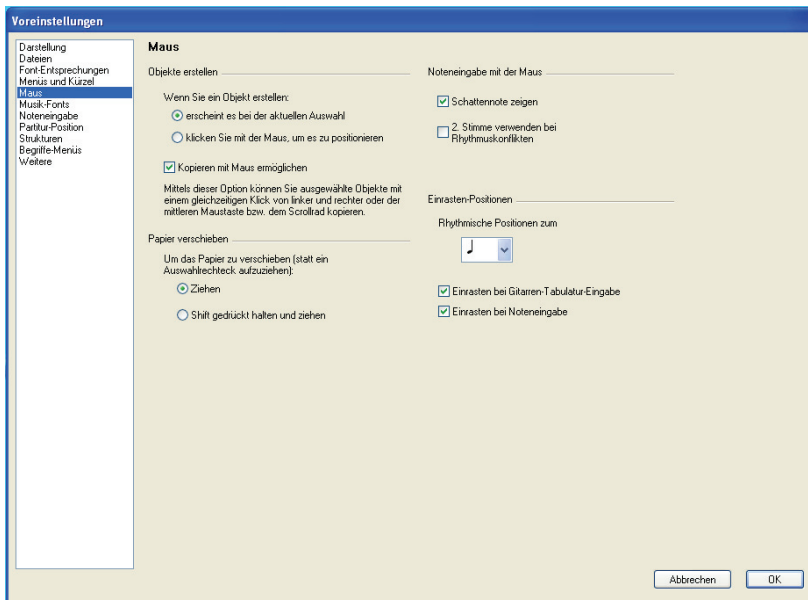 Voreinstellungen
Darstellung
Dateien
Font-Entsprechungen
Menüs und Kürzel
Maus
Musik-Fonts
Noteneingabe
Partitur-Position
Strukturen
Begriffe-Menüs
Weitere
Maus
Objekte erstellen
Wenn Sie ein Objekt erstellen:
erscheint es bei der aktuellen Auswahl
klicken Sie mit der Maus, um es zu positionieren
Kopieren mit Maus ermöglichen
Mittels dieser Option können Sie ausgewählte Objekte mit
einem gleichzeitigen Klick von linker und rechter oder der
mittleren Maustaste bzw. dem Scrollrad kopieren.
Papier verschieben
Um das Papier zu verschieben (statt ein
Auswahlrechteck aufzuziehen):
Ziehen
Shift gedrückt halten und ziehen
Noteneingabe mit der Maus
Schattennote zeigen
2. Stimme verwenden bei
Rhythmuskonflikten
Einrasten-Positionen
Rhythmische Positionen zum
Einrasten bei Gitarren-Tabulatur-Eingabe
Einrasten bei Noteneingabe
Abbrechen
OK